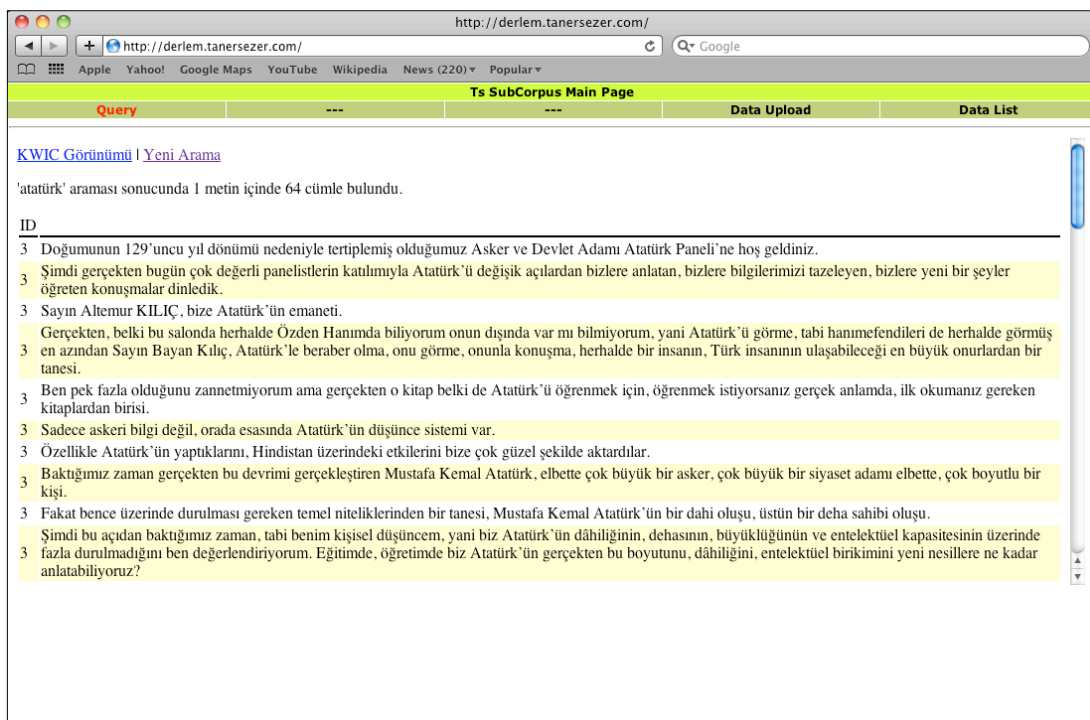 http://derlem.tanersezer.com/
http://derlem.tanersezer.com/
Google
Apple Yahoo! Google Maps YouTube Wikipedia News (220) Popular
Ts SubCorpus Main Page
Query --- --- Data Upload Data List
KWIC Görünümü | Yeni Arama
'atatürk' araması sonucunda 1 metin içinde 64 cümle bulundu.
ID
3 Doğumunun 129'uncu yıl dönümü nedeniyle tertiplemiş olduğumuz Asker ve Devlet Adamı Atatürk Paneli'ne hoş geldiniz.
3 Şimdi gerçekten bugün çok değerli panelistlerin katılımıyla Atatürk'ü değişik açılardan bizlere anlatan, bizlere bilgilerimizi tazeleyen, bizlere yeni bir şeyler
öğreten konuşmalar dinledik.
3 Sayın Altemur KILIÇ, bize Atatürk'ün emaneti.
Gerçekten, belki bu salonda herhalde Özden Hanımda biliyorum onun dışında var mı bilmiyorum, yani Atatürk'ü görme, tabi hanımefendileri de herhalde görmüş
3 en azından Sayın Bayan Kılıç, Atatürk'le beraber olma, onu görme, onunla konuşma, herhalde bir insanın, Türk insanının ulaşabileceği en büyük onurlardan bir
tanesi.
3 Ben pek fazla olduğunu zannetmiyorum ama gerçekten o kitap belki de Atatürk'ü öğrenmek için, öğrenmek istiyorsanız gerçek anlamda, ilk okumanız gereken
kitaplardan birisi.
3 Sadece askeri bilgi değil, orada esasında Atatürk'ün düşünce sistemi var.
3 Özellikle Atatürk'ün yaptıklarını, Hindistan üzerindeki etkilerini bize çok güzel şekilde aktardılar.
3 Baktığımız zaman gerçekten bu devrimi gerçekleştiren Mustafa Kemal Atatürk, elbette çok büyük bir asker, çok büyük bir siyaset adamı elbette, çok boyutlu bir
kişi.
3 Fakat bence üzerinde durulması gereken temel niteliklerinden bir tanesi, Mustafa Kemal Atatürk'ün bir dahi oluşu, üstün bir deha sahibi oluşu.
Şimdi bu açıdan baktığımız zaman, tabi benim kişisel düşüncem, yani biz Atatürk'ün dâhiliğinin, dehasının, büyüklüğünün ve entelektüel kapasitesinin üzerinde
3 fazla durulmadığını ben değerlendiriyorum. Eğitimde, öğretimde biz Atatürk'ün gerçekten bu boyutunu, dâhiliğini, entelektüel birikimini yeni nesillere ne kadar
anlatabiliyoruz?